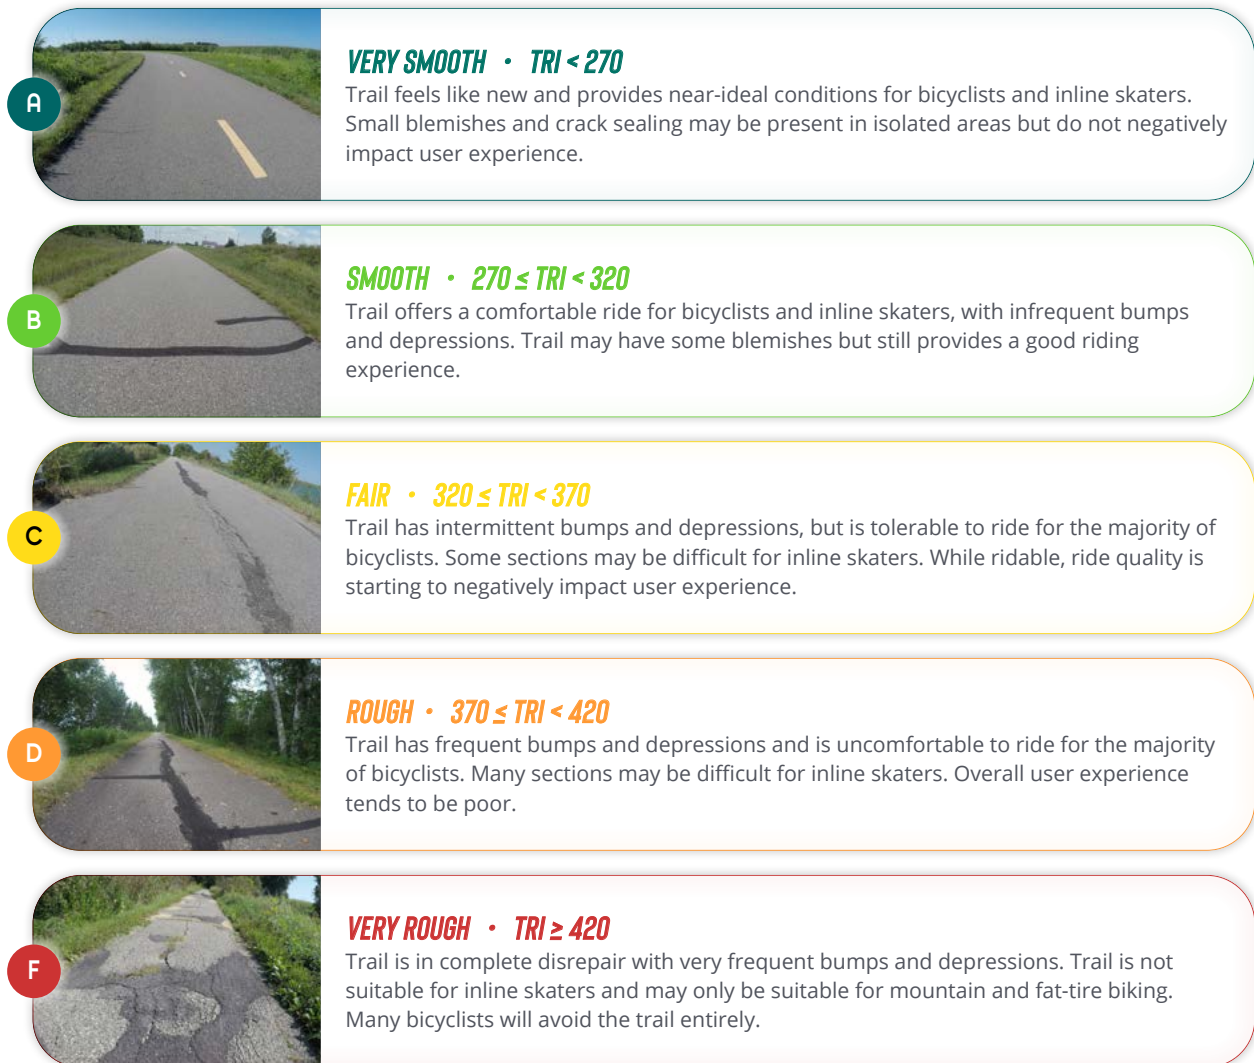 A
VERY SMOOTH • TRI < 270
Trail feels like new and provides near-ideal conditions for bicyclists and inline skaters.
Small blemishes and crack sealing may be present in isolated areas but do not negatively
impact user experience.
B
SMOOTH • 270 ≤ TRI < 320
Trail offers a comfortable ride for bicyclists and inline skaters, with infrequent bumps
and depressions. Trail may have some blemishes but still provides a good riding
experience.
C
FAIR • 320 ≤ TRI < 370
Trail has intermittent bumps and depressions, but is tolerable to ride for the majority of
bicyclists. Some sections may be difficult for inline skaters. While ridable, ride quality is
starting to negatively impact user experience.
D
ROUGH • 370 ≤ TRI < 420
Trail has frequent bumps and depressions and is uncomfortable to ride for the majority
of bicyclists. Many sections may be difficult for inline skaters. Overall user experience
tends to be poor.
F
VERY ROUGH • TRI ≥ 420
Trail is in complete disrepair with very frequent bumps and depressions. Trail is not
suitable for inline skaters and may only be suitable for mountain and fat-tire biking.
Many bicyclists will avoid the trail entirely.